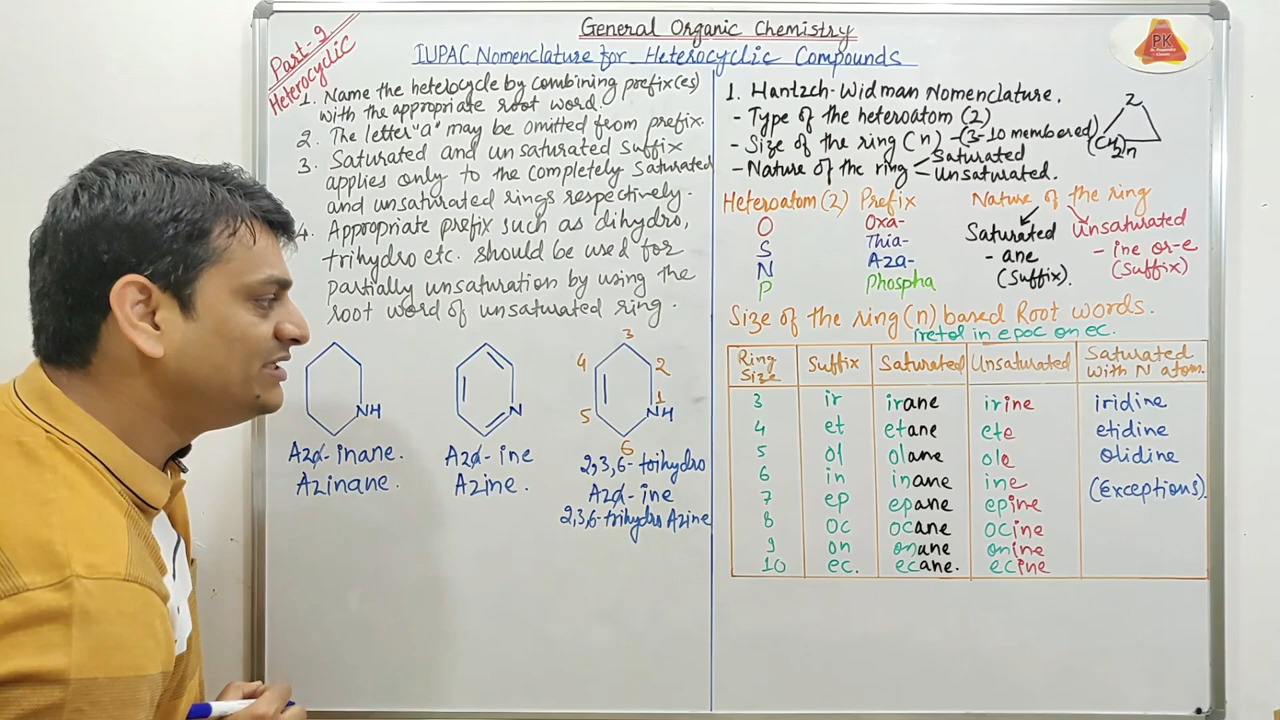 General Organic Chemistry
IUPAC Nomenclature for Heterocyclic Compounds
Part-9
Heterocyclic
PK
1. Name the heterocycle by combining prefix(es)
with the appropriate root word.
2. The letter "a" may be omitted from prefix.
3. Saturated and unsaturated suffix
applies only to the completely saturated
and unsaturated rings respectively.
4. Appropriate prefix such as dihydro,
trihydro etc. should be used for
partially unsaturation by using the
root word of unsaturated ring.
NH
Aza-inane.
Azinane.
N
Aza-ine
Azine.
3
4 2
1
5 NH
6
2,3,6-trihydro
Aza-ine
2,3,6-trihydro Azine
1. Hantzch-Widman Nomenclature.
- Type of the heteroatom (Z)
- Size of the ring (n) -(3-10 membered)
- Nature of the ring - Saturated
- Unsaturated.
Z
(CH2)n
Heteroatom (Z) Prefix
O Oxa-
S Thia-
N Aza-
P Phospha
Nature of the ring
Saturated
- ane
(Suffix).
Unsaturated
- ine or -e
(Suffix)
Size of the ring (n) based Root words.
Iretol in epoc on ec.
Ring Size Suffix Saturated Unsaturated Saturated with N atom.
3 ir irane irine iridine
4 et etane ete etidine
5 ol olane ole olidine
6 in inane ine (exceptions).
7 ep epane epine
8 oc ocane ocine
9 on onane onine
10 ec. ecane. ecine